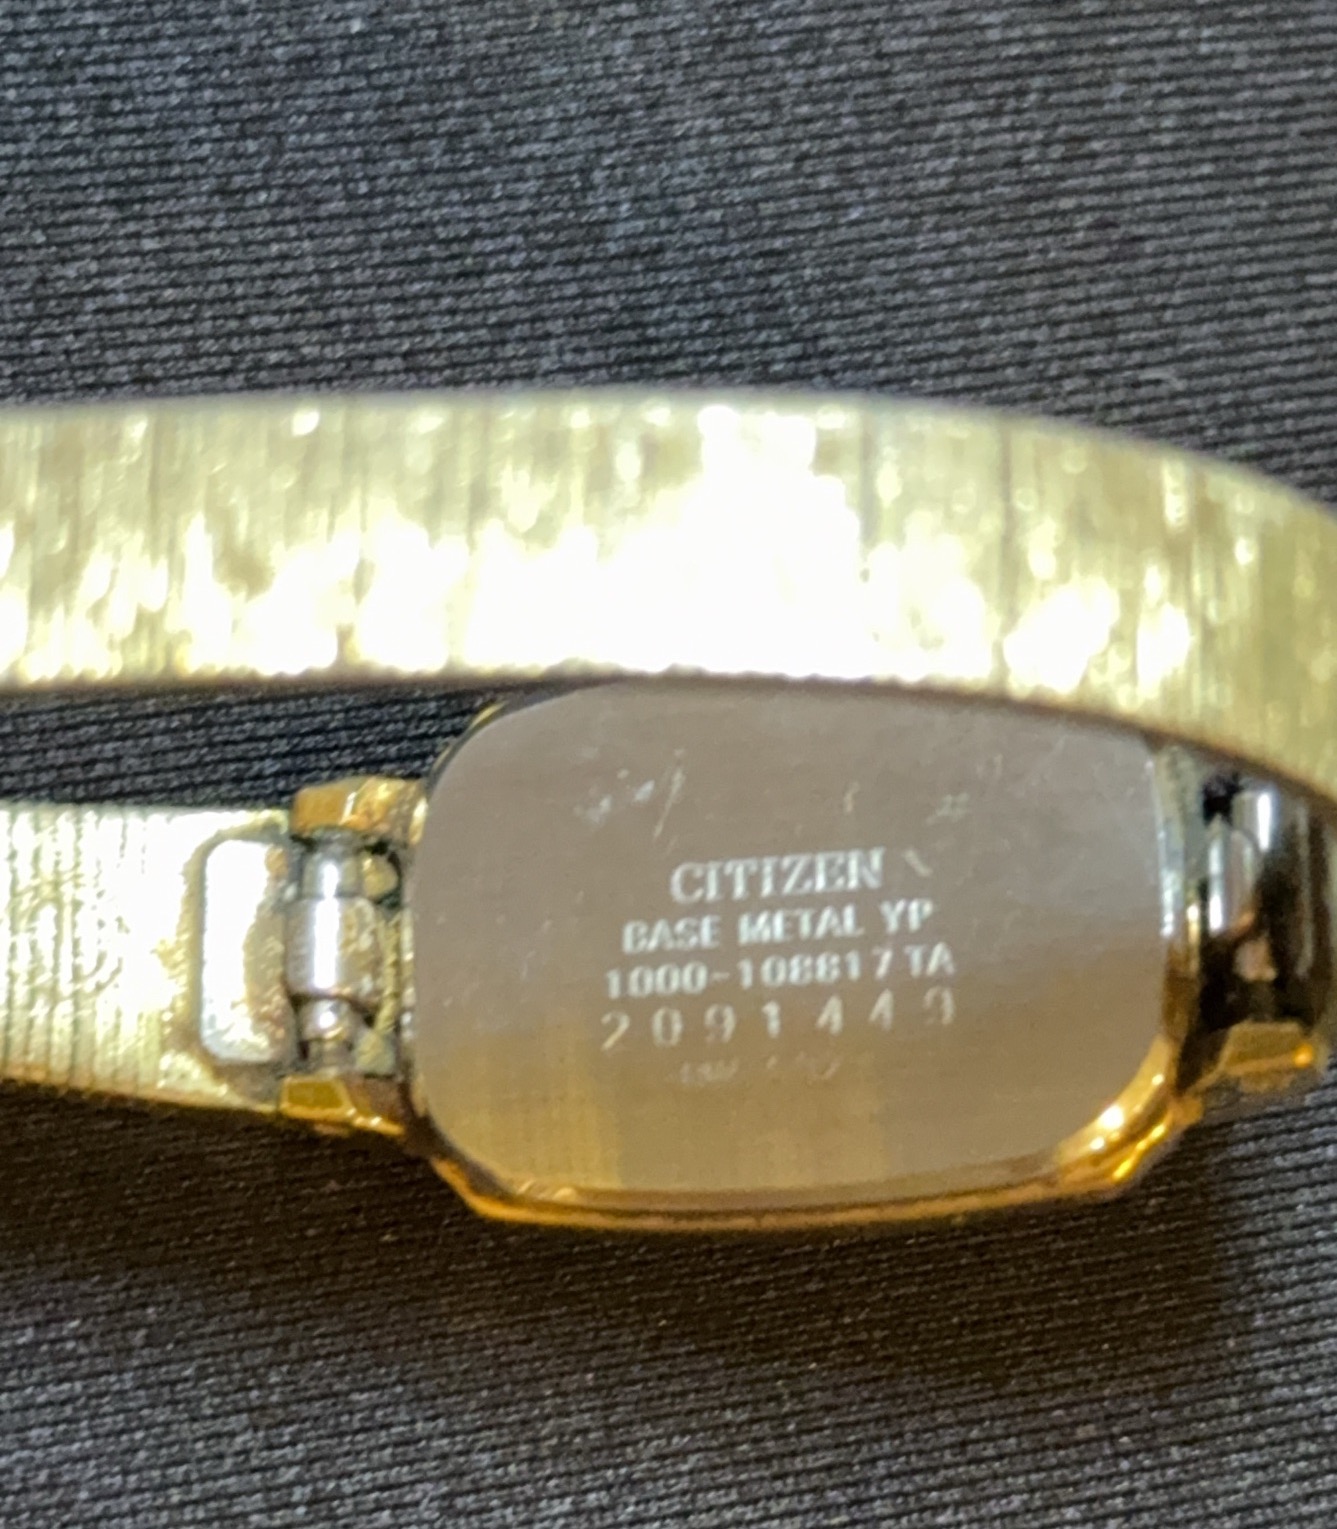 CITIZEN
BASE METAL YP
1000-108817 TA
2091449